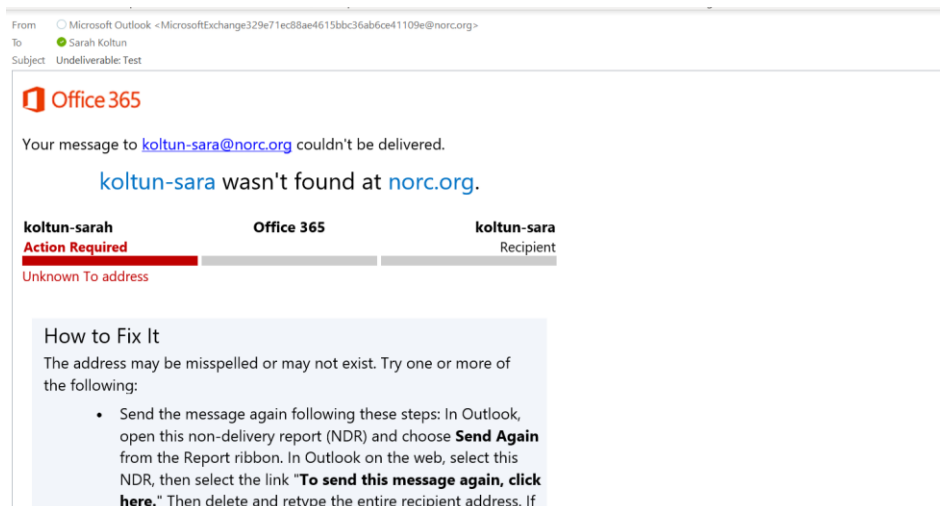 From Microsoft Outlook <MicrosoftExchange329e71ec88ae4615bbc36ab6ce41109e@norc.org>
To Sarah Koltun
Subject Undeliverable: Test
Office 365
Your message to koltun-sara@norc.org couldn't be delivered.
koltun-sara wasn't found at norc.org.
koltun-sarah Office 365 koltun-sara
Action Required Recipient
Unknown To address
How to Fix It
The address may be misspelled or may not exist. Try one or more of
the following:
• Send the message again following these steps: In Outlook,
open this non-delivery report (NDR) and choose Send Again
from the Report ribbon. In Outlook on the web, select this
NDR, then select the link "To send this message again, click
here." Then delete and retype the entire recipient address. If